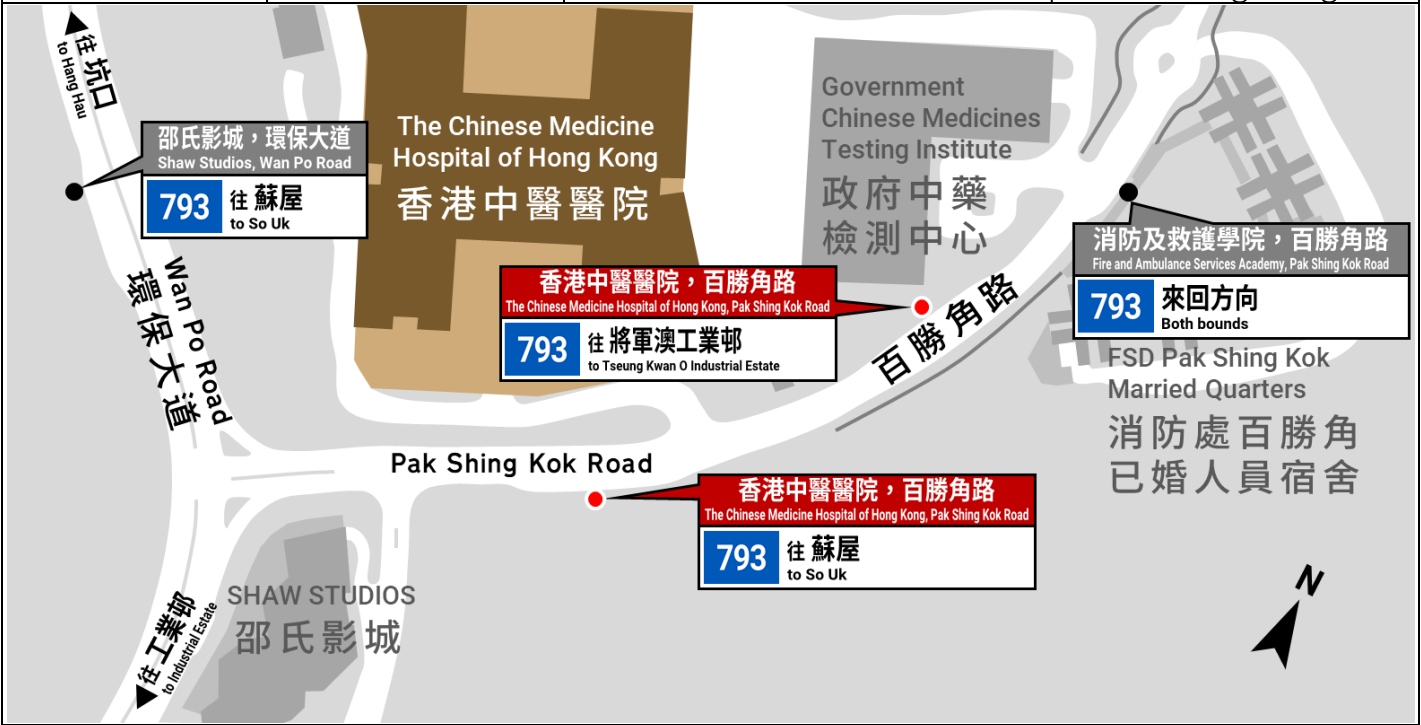 往 坑口
to Hang Hau
邵氏影城，環保大道
Shaw Studios, Wan Po Road
793
往 蘇屋
to So Uk
The Chinese Medicine
Hospital of Hong Kong
香港中醫醫院
Government
Chinese Medicines
Testing Institute
政府中藥
檢測中心
消防及救護學院，百勝角路
Fire and Ambulance Services Academy, Pak Shing Kok Road
793
來回方向
Both bounds
香港中醫醫院，百勝角路
The Chinese Medicine Hospital of Hong Kong, Pak Shing Kok Road
793
往 將軍澳工業邨
to Tseung Kwan O Industrial Estate
Wan Po Road
環保大道
百勝角路
FSD Pak Shing Kok
Married Quarters
消防處百勝角
已婚人員宿舍
Pak Shing Kok Road
香港中醫醫院，百勝角路
The Chinese Medicine Hospital of Hong Kong, Pak Shing Kok Road
793
往 蘇屋
to So Uk
SHAW STUDIOS
邵氏影城
往 工業邨
to Industrial Estate
N